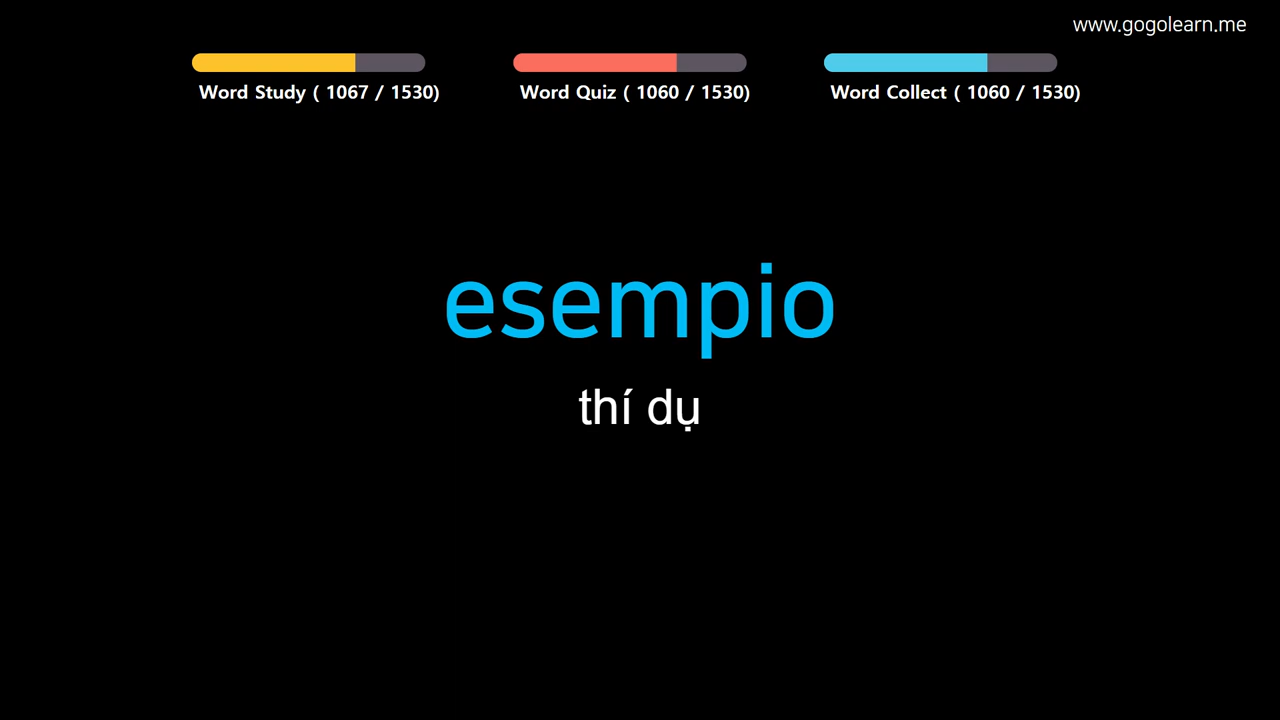 www.gogolearn.me
Word Study ( 1067 / 1530)
Word Quiz ( 1060 / 1530)
Word Collect ( 1060 / 1530)
esempio
thí dụ